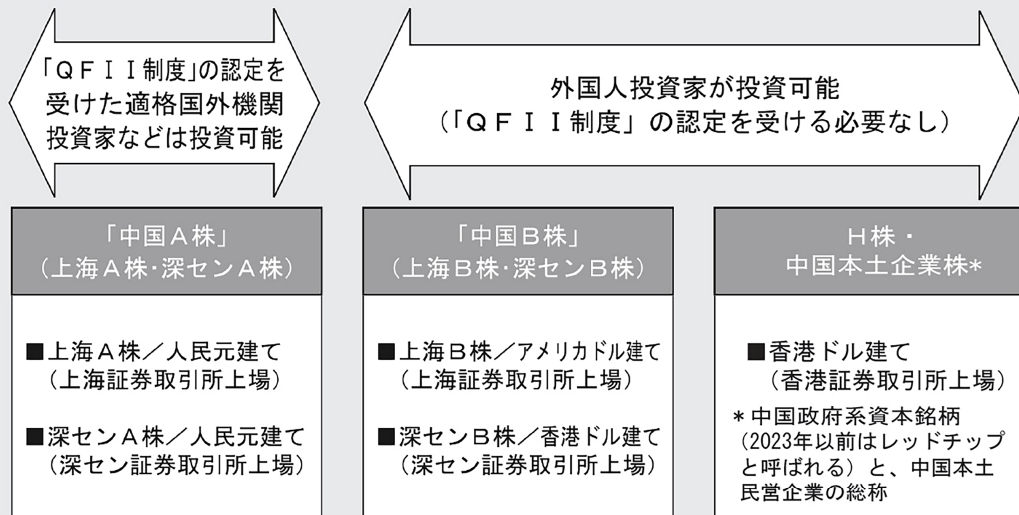 「QFII制度」の認定を
受けた適格国外機関
投資家などは投資可能
外国人投資家が投資可能
（「QFII制度」の認定を受ける必要なし）
「中国A株」
（上海A株・深センA株）
■上海A株／人民元建て
（上海証券取引所上場）
■深センA株／人民元建て
（深セン証券取引所上場）
「中国B株」
（上海B株・深センB株）
■上海B株／アメリカドル建て
（上海証券取引所上場）
■深センB株／香港ドル建て
（深セン証券取引所上場）
H株・
中国本土企業株*
■香港ドル建て
（香港証券取引所上場）
*中国政府系資本銘柄
（2023年以前はレッドチップ
と呼ばれる）と、中国本土
民営企業の総称